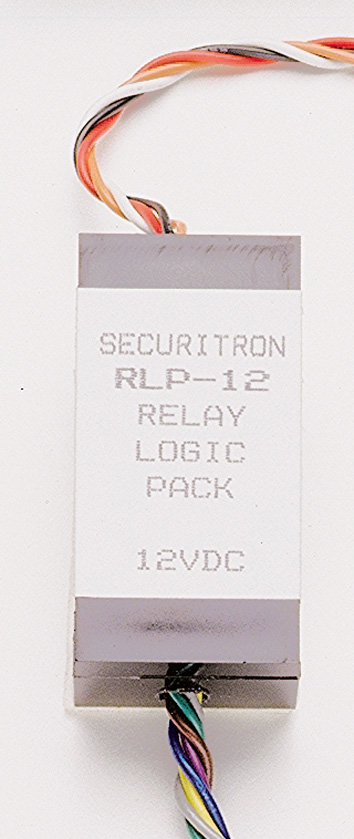 SECURITRON
RLP-12
RELAY
LOGIC
PACK
12VDC